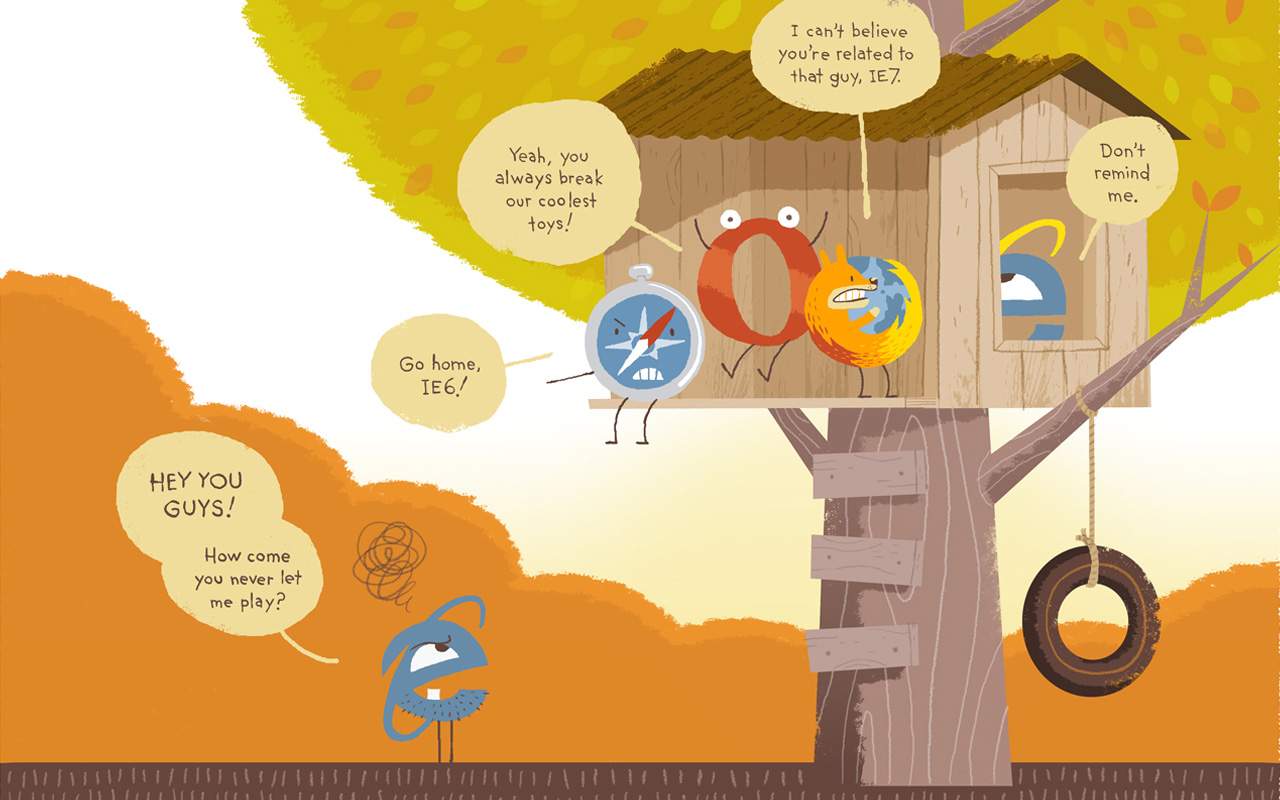 I can't believe
you're related to
that guy, IE7.
Yeah, you
always break
our coolest
toys!
Don't
remind
me.
Go home,
IE6!
HEY YOU
GUYS!
How come
you never let
me play?